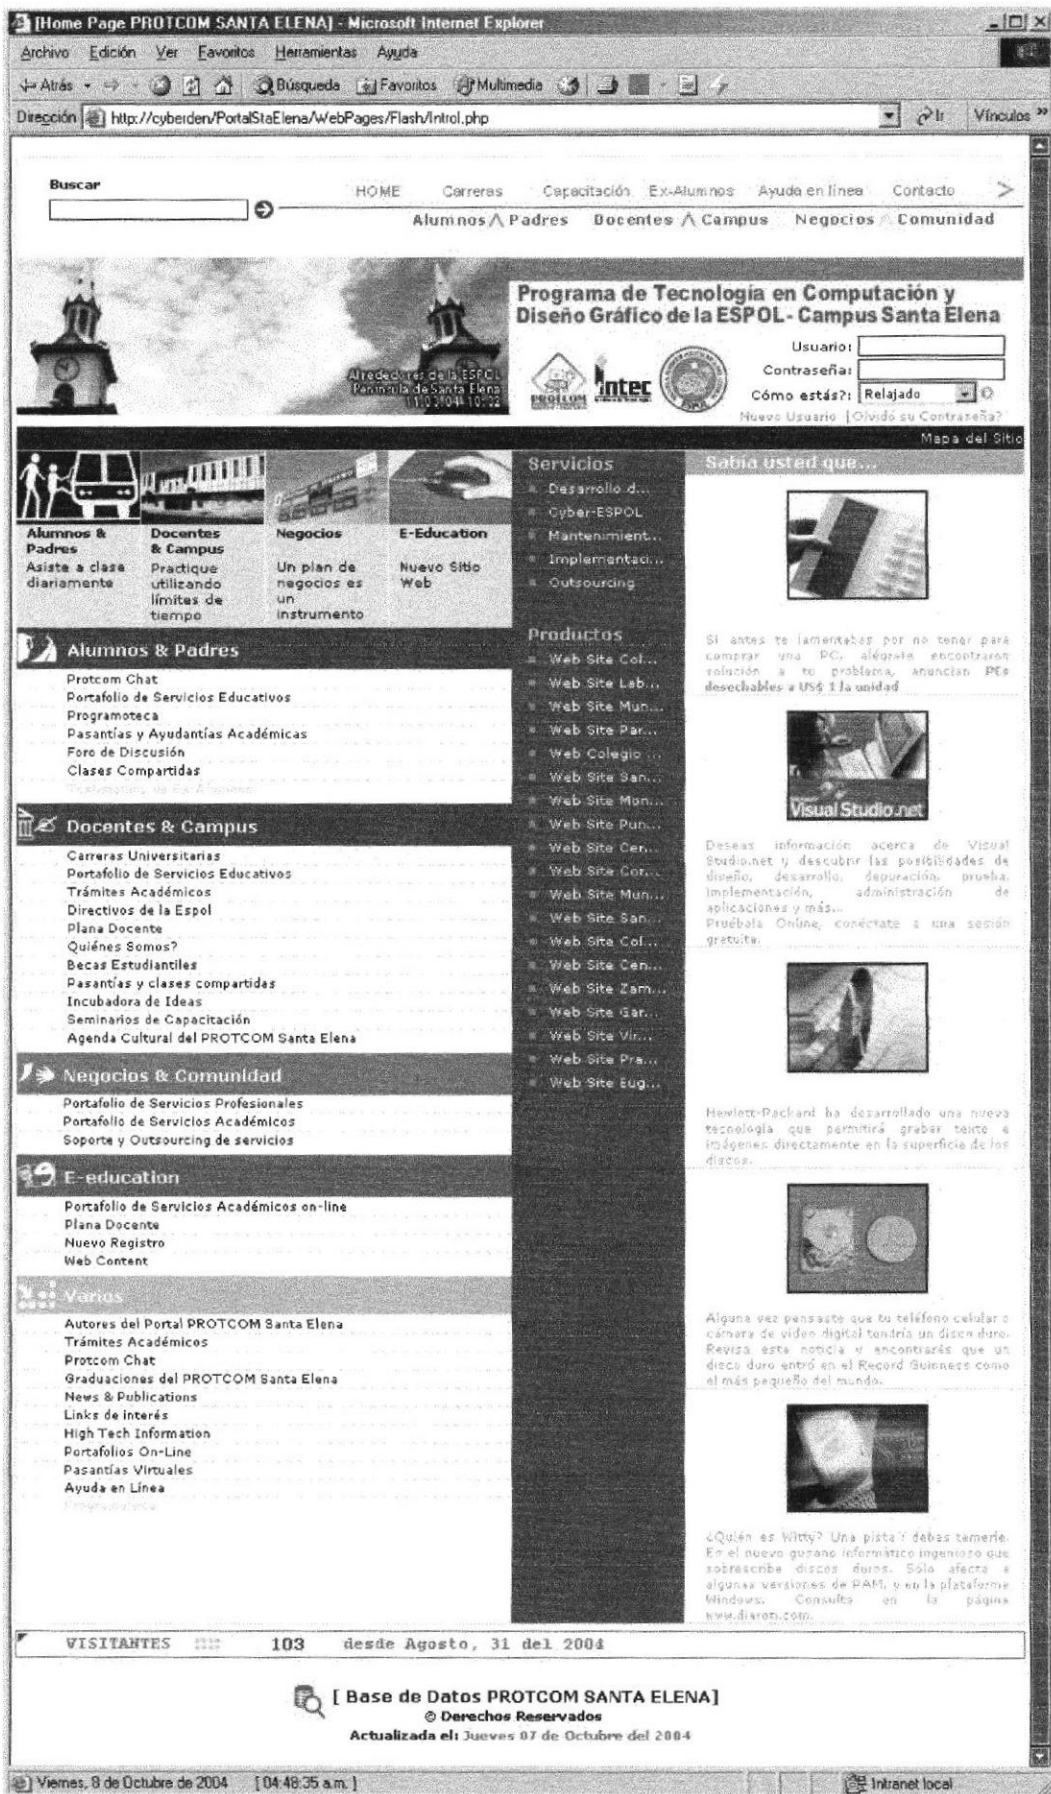 [Home Page PROTCOM SANTA ELENA] - Microsoft Internet Explorer
Archivo Edición Ver Favoritos Herramientas Ayuda
Atrás Búsqueda Favoritos Multimedia
Dirección http://cyberden/PortalStaElena/WebPages/Flash/Introl.php Ir Vínculos »
Buscar
HOME Carreras Capacitación Ex-Alumnos Ayuda en línea Contacto >
Alumnos Padres Docentes Campus Negocios Comunidad
Alrededores de la ESPOL
Península de Santa Elena
Programa de Tecnología en Computación y
Diseño Gráfico de la ESPOL- Campus Santa Elena
PROTCOM intec ESPOL
Usuario:
Contraseña:
Cómo estás?: Relajado
Nuevo Usuario | Olvidó su Contraseña?
Mapa del Sitio
Alumnos &
Padres
Asiste a clase
diariamente
Docentes
& Campus
Practique
utilizando
límites de
tiempo
Negocios
Un plan de
negocios es
un
instrumento
E-Education
Nuevo Sitio
Web
Alumnos & Padres
Protcom Chat
Portafolio de Servicios Educativos
Programoteca
Pasantías y Ayudantías Académicas
Foro de Discusión
Clases Compartidas
Docentes & Campus
Carreras Universitarias
Portafolio de Servicios Educativos
Trámites Académicos
Directivos de la Espol
Plana Docente
Quiénes Somos?
Becas Estudiantiles
Pasantías y clases compartidas
Incubadora de Ideas
Seminarios de Capacitación
Agenda Cultural del PROTCOM Santa Elena
Negocios & Comunidad
Portafolio de Servicios Profesionales
Portafolio de Servicios Académicos
Soporte y Outsourcing de servicios
E-education
Portafolio de Servicios Académicos on-line
Plana Docente
Nuevo Registro
Web Content
Varios
Autores del Portal PROTCOM Santa Elena
Trámites Académicos
Protcom Chat
Graduaciones del PROTCOM Santa Elena
News & Publications
Links de interés
High Tech Information
Portafolios On-Line
Pasantías Virtuales
Ayuda en Línea
Programoteca
Servicios
Desarrollo d...
Cyber-ESPOL
Mantenimient...
Implementaci...
Outsourcing
Productos
Web Site Col...
Web Site Lab...
Web Site Mun...
Web Site Par...
Web Colegio ...
Web Site San...
Web Site Mon...
Web Site Pun...
Web Site Cer...
Web Site Cor...
Web Site Mun...
Web Site San...
Web Site Col...
Web Site Cen...
Web Site Zam...
Web Site Gar...
Web Site Vir...
Web Site Pra...
Web Site Eug...
Sabía usted que...
Si antes te lamentabas por no tener para
comprar una PC, alégrate encontraron
solución a tu problema, anuncian PCs
desechables a US$ 1 la unidad
Visual Studio.net
Deseas información acerca de Visual
Studio.net y descubrir las posibilidades de
diseño, desarrollo, depuración, prueba,
implementación, administración de
aplicaciones y más...
Pruébala Online, conéctate a una sesión
gratuita.
Hewlett-Packard ha desarrollado una nueva
tecnología que permitirá grabar texto e
imágenes directamente en la superficie de los
discos.
Alguna vez pensaste que tu teléfono celular o
cámara de video digital tendría un disco duro.
Revisa esta noticia y encontrarás que un
disco duro entró en el Record Guinness como
el más pequeño del mundo.
¿Quién es Witty? Una pista: debes temerle.
Es el nuevo gusano informático ingenioso que
sobrescribe discos duros. Sólo afecta a
algunas versiones de PAM, y en la plataforma
Windows. Consulta en la página
VISITANTES 103 desde Agosto, 31 del 2004
[ Base de Datos PROTCOM SANTA ELENA]
© Derechos Reservados
Actualizada el: Jueves 07 de Octubre del 2004
Viernes, 8 de Octubre de 2004 [ 04:48:35 a.m. ] Intranet local